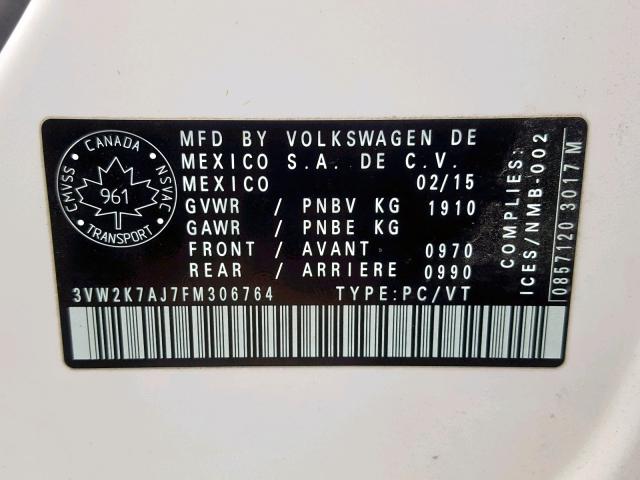 CANADA
CMVSS
NSVAC
961
TRANSPORT
MFD BY VOLKSWAGEN DE
MEXICO S.A. DE C.V.
MEXICO 02/15
GVWR / PNBV KG 1910
GAWR / PNBE KG
FRONT / AVANT 0970
REAR / ARRIERE 0990
3VW2K7AJ7FM306764 TYPE:PC/VT
COMPLIES:
ICES/NMB-002
0857120 3017M